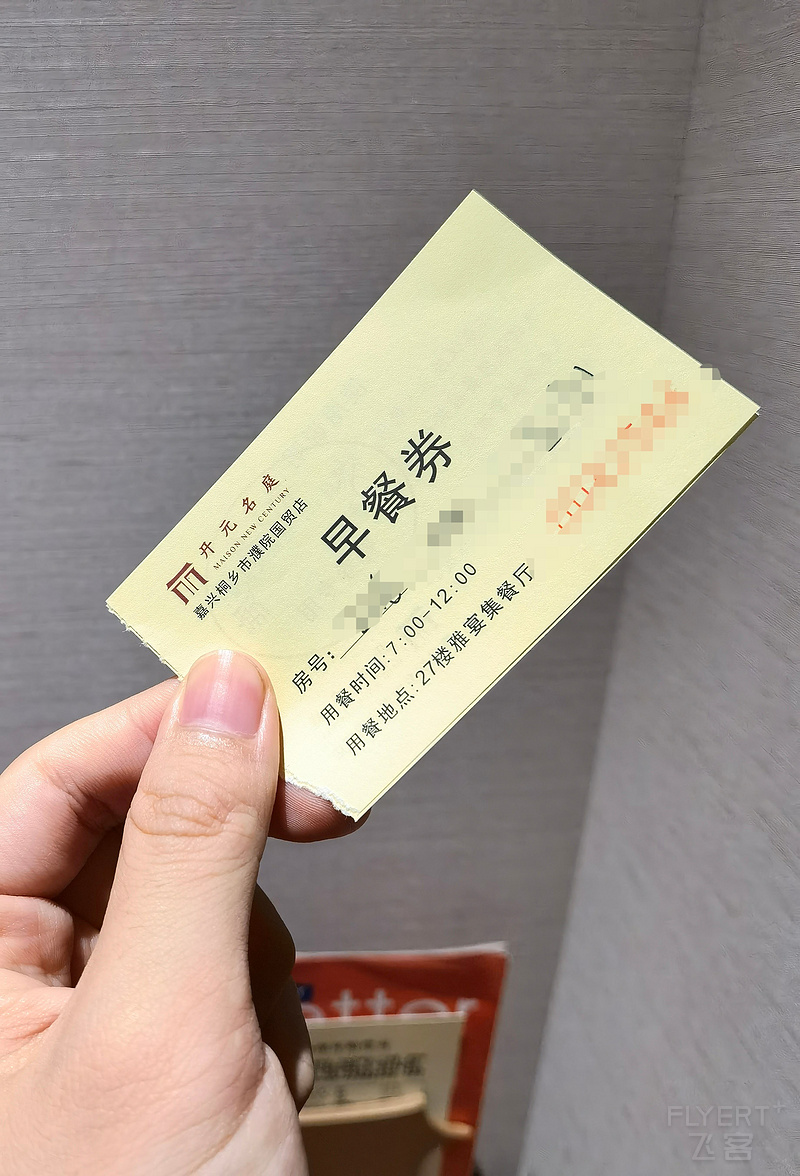 开元名庭
MAISON NEW CENTURY
嘉兴桐乡市濮院国贸店
早餐券
房号:
用餐时间:7:00-12:00
用餐地点:27楼雅宴集餐厅
otter
FLYERT+
飞客